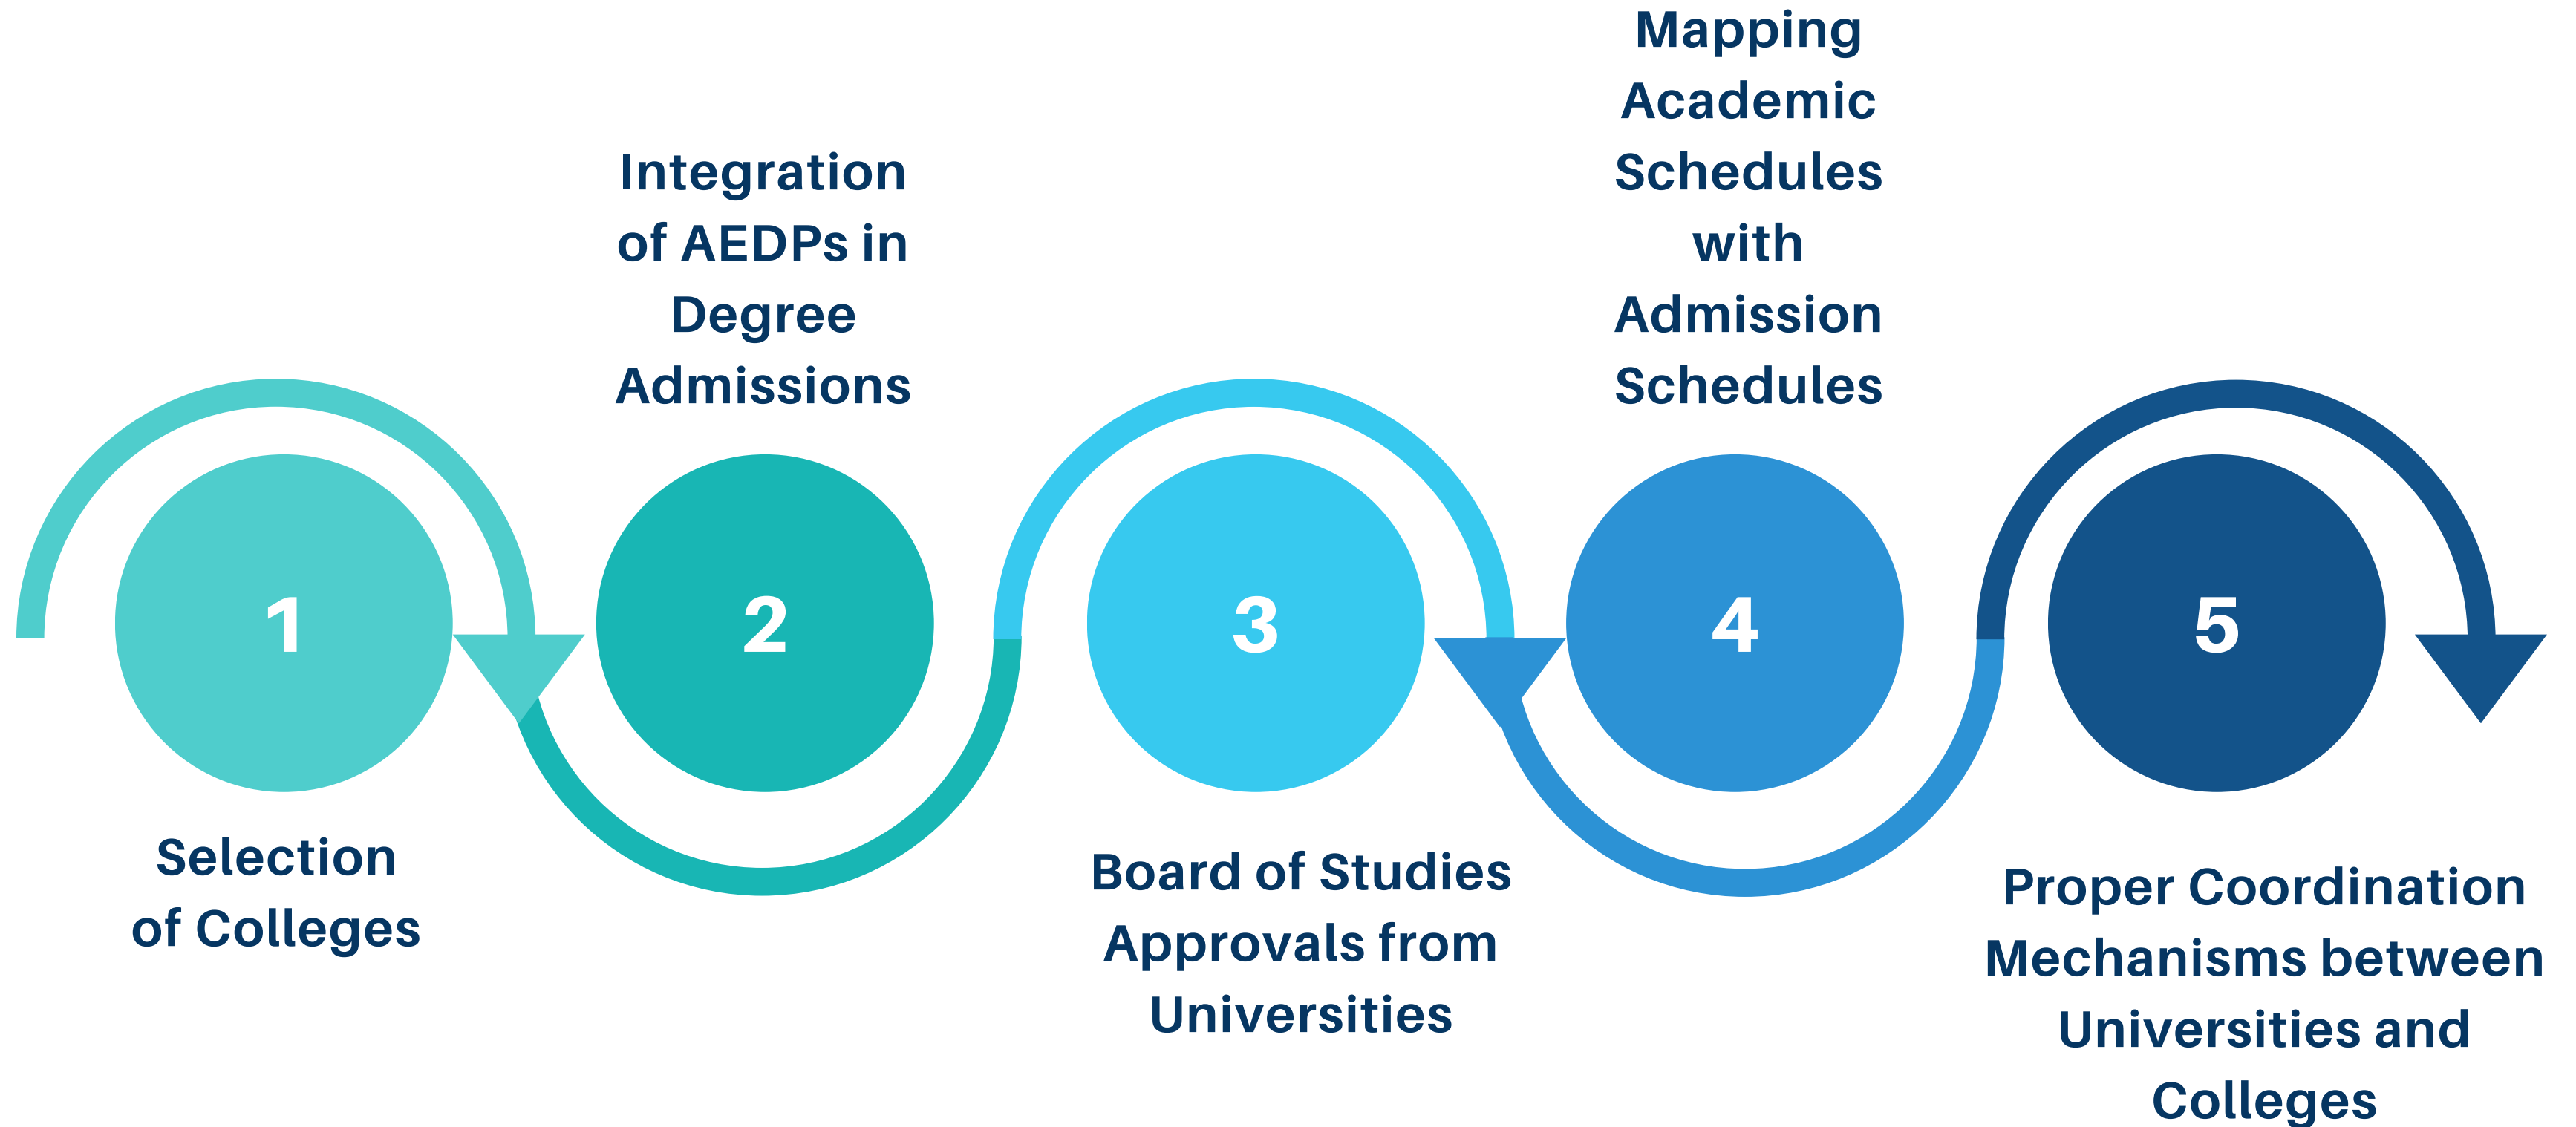 1
Selection
of Colleges
Integration
of AEDPs in
Degree
Admissions
2
3
Board of Studies
Approvals from
Universities
Mapping
Academic
Schedules
with
Admission
Schedules
4
5
Proper Coordination
Mechanisms between
Universities and
Colleges